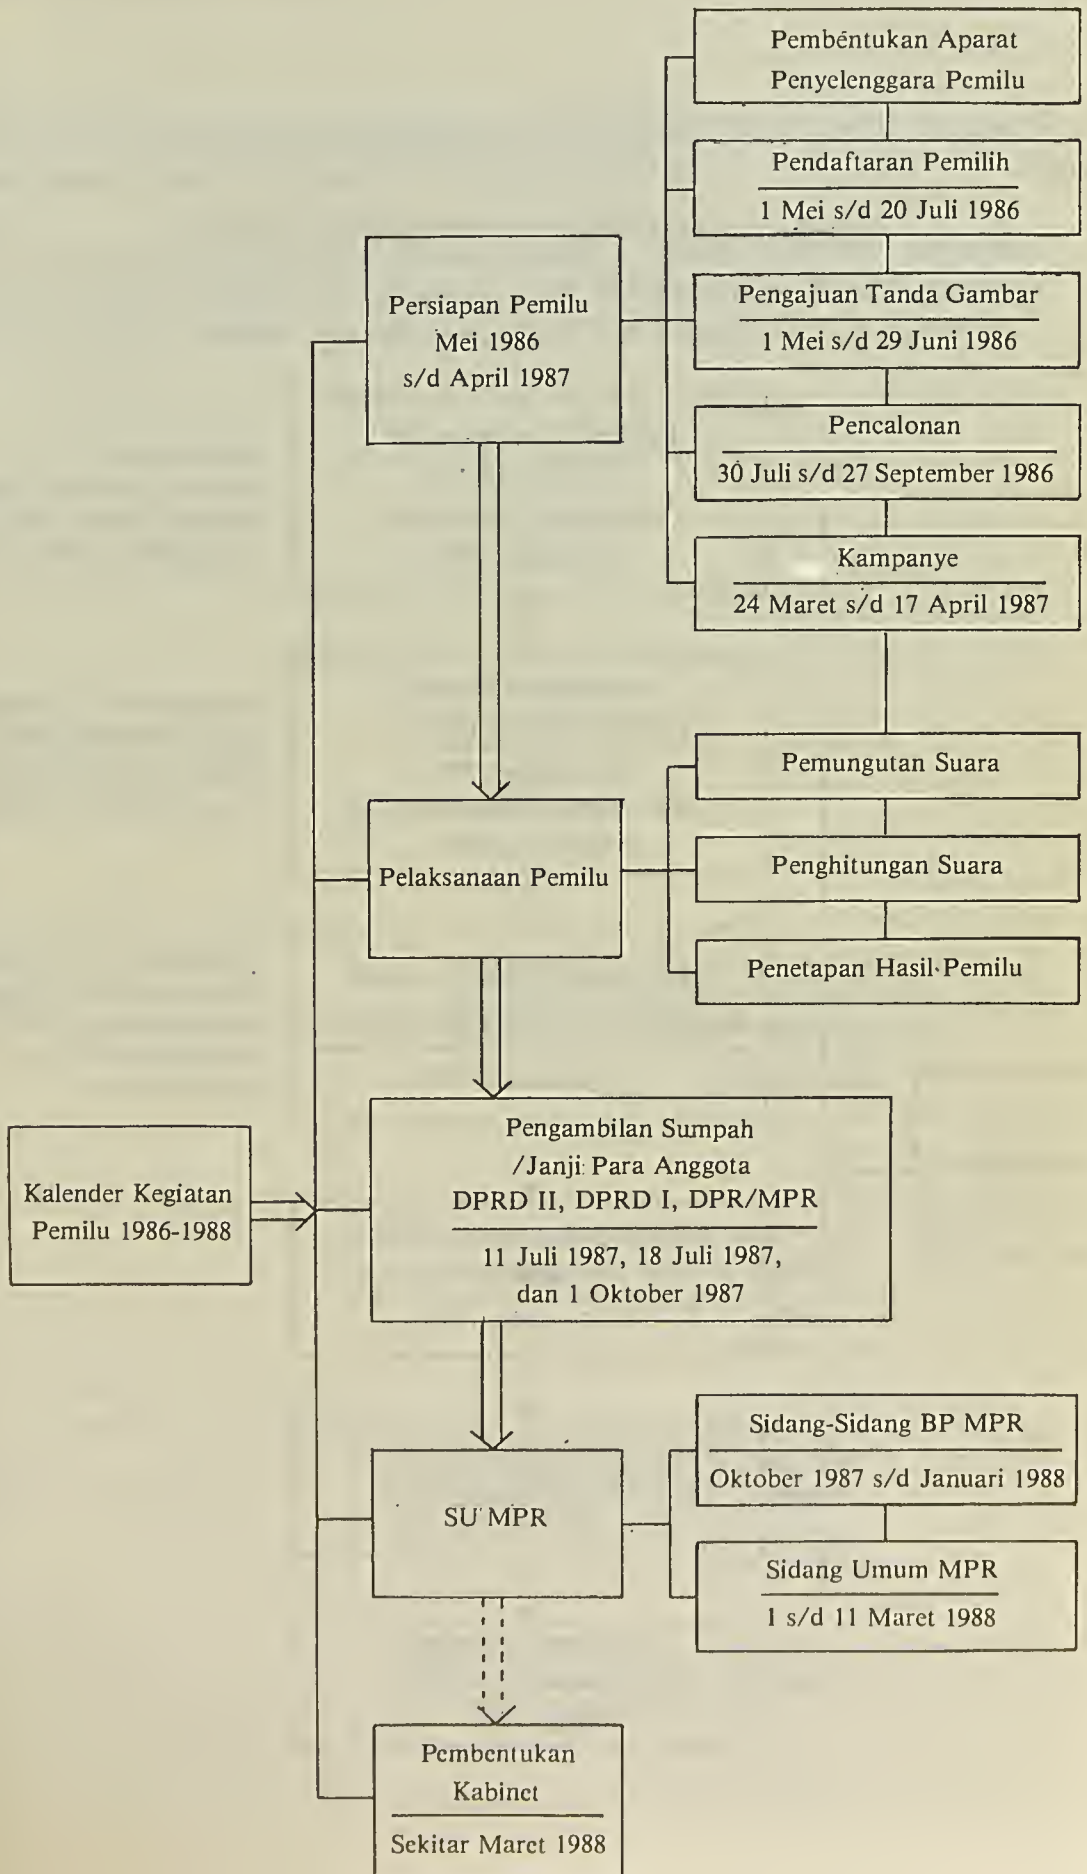 Pembentukan Aparat
Penyelenggara Pemilu
Pendaftaran Pemilih
1 Mei s/d 20 Juli 1986
Pengajuan Tanda Gambar
1 Mei s/d 29 Juni 1986
Pencalonan
30 Juli s/d 27 September 1986
Kampanye
24 Maret s/d 17 April 1987
Persiapan Pemilu
Mei 1986
s/d April 1987
Pemungutan Suara
Penghitungan Suara
Penetapan Hasil Pemilu
Pelaksanaan Pemilu
Pengambilan Sumpah
/Janji Para Anggota
DPRD II, DPRD I, DPR/MPR
11 Juli 1987, 18 Juli 1987,
dan 1 Oktober 1987
Kalender Kegiatan
Pemilu 1986-1988
Sidang-Sidang BP MPR
Oktober 1987 s/d Januari 1988
SU MPR
Sidang Umum MPR
1 s/d 11 Maret 1988
Pembentukan
Kabinet
Sekitar Maret 1988